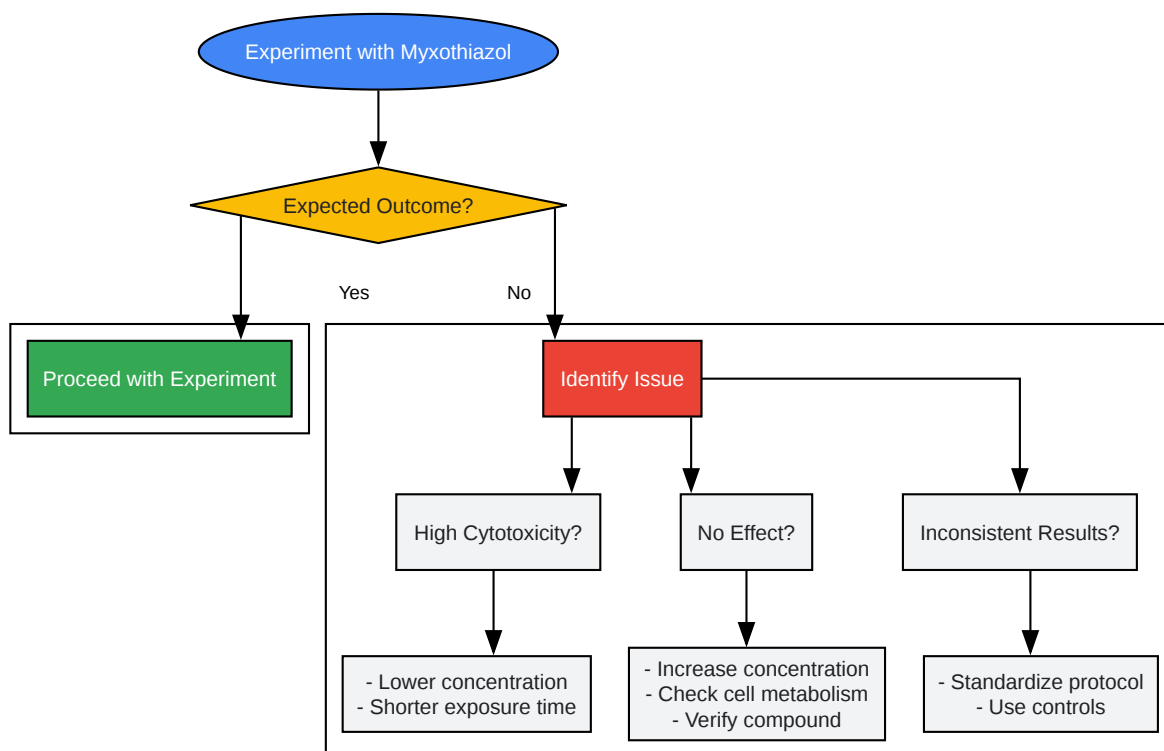 Experiment with Myxothiazol
Expected Outcome?
Yes
No
Proceed with Experiment
Identify Issue
High Cytotoxicity?
No Effect?
Inconsistent Results?
- Lower concentration
- Shorter exposure time
- Increase concentration
- Check cell metabolism
- Verify compound
- Standardize protocol
- Use controls